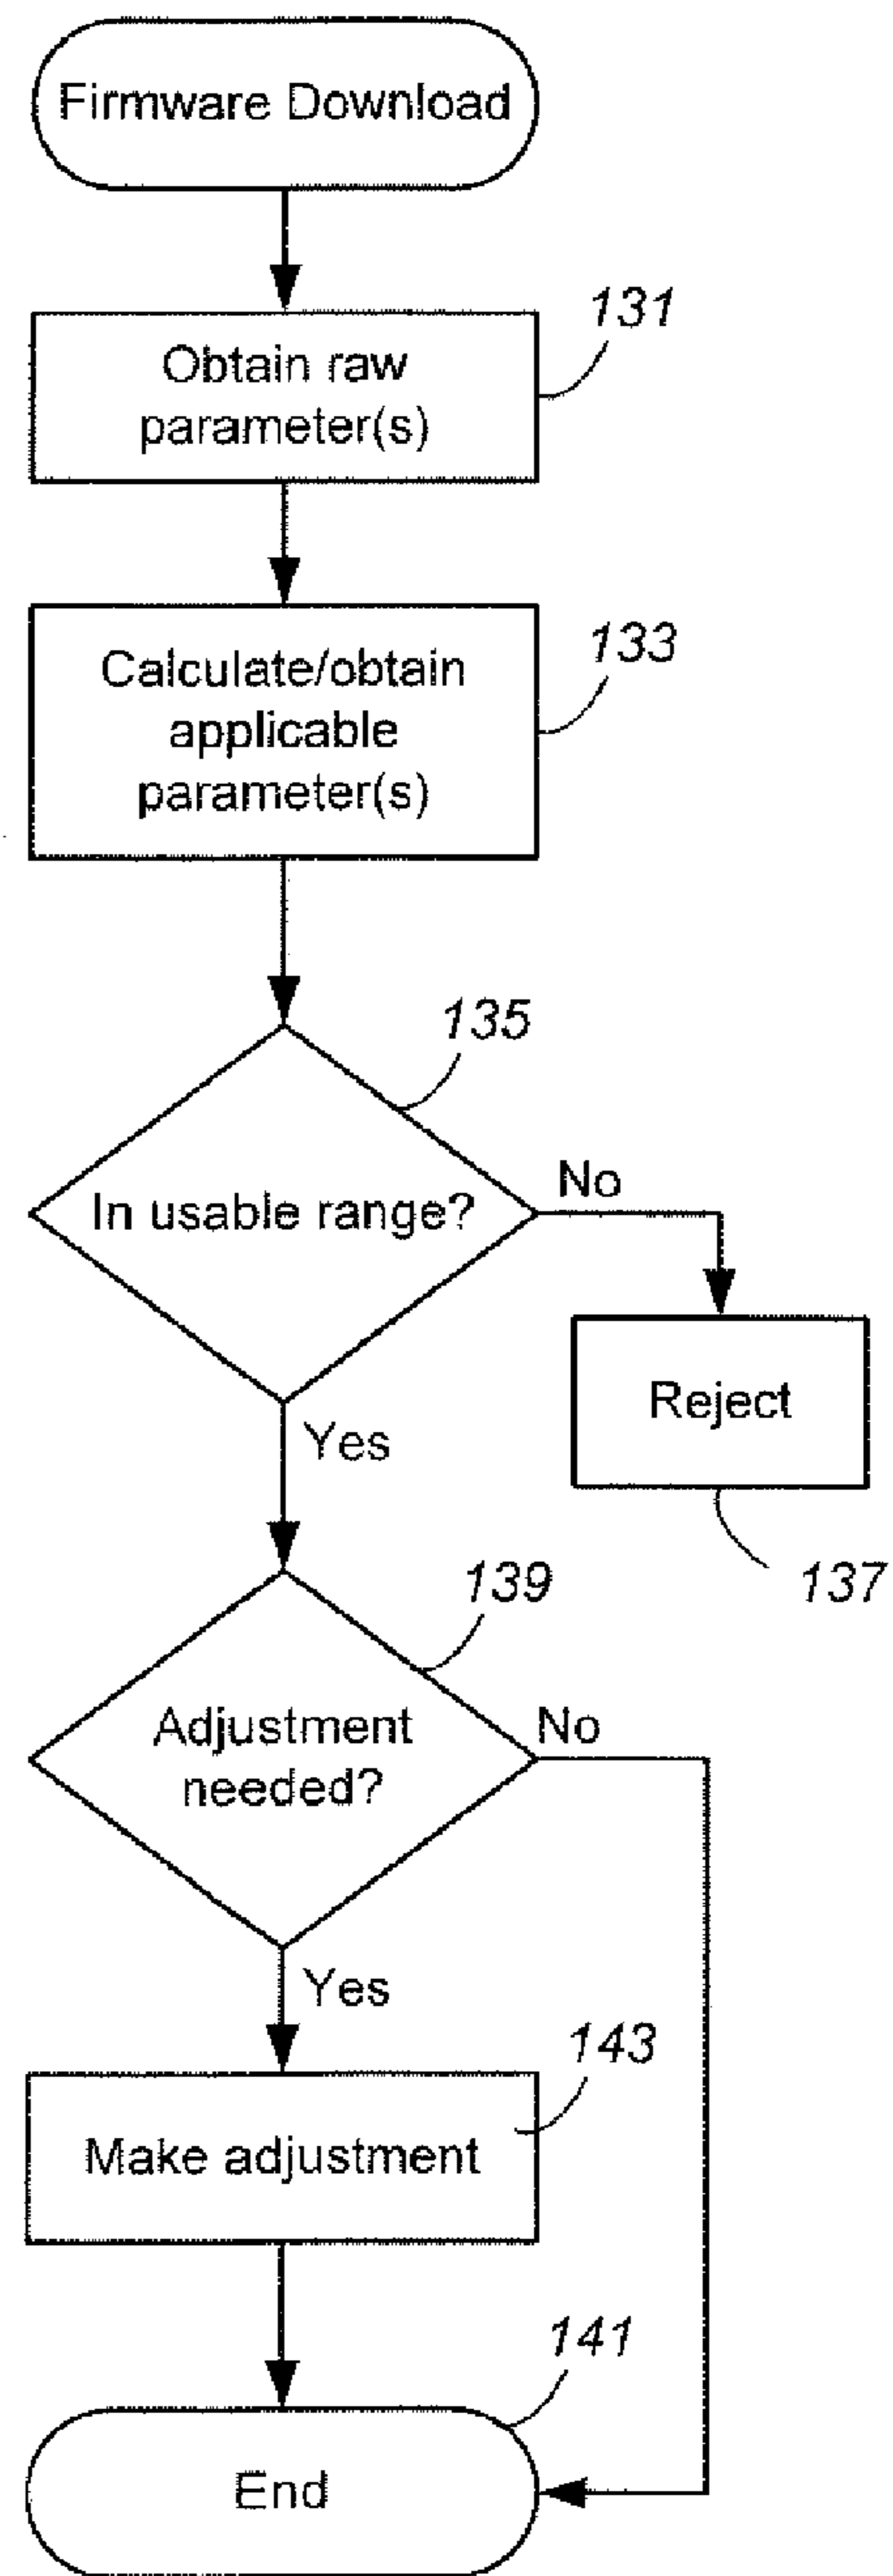 Firmware Download
131
Obtain raw
parameter(s)
133
Calculate/obtain
applicable
parameter(s)
135
In usable range?
No
Reject
Yes
137
139
Adjustment
needed?
No
Yes
143
Make adjustment
141
End